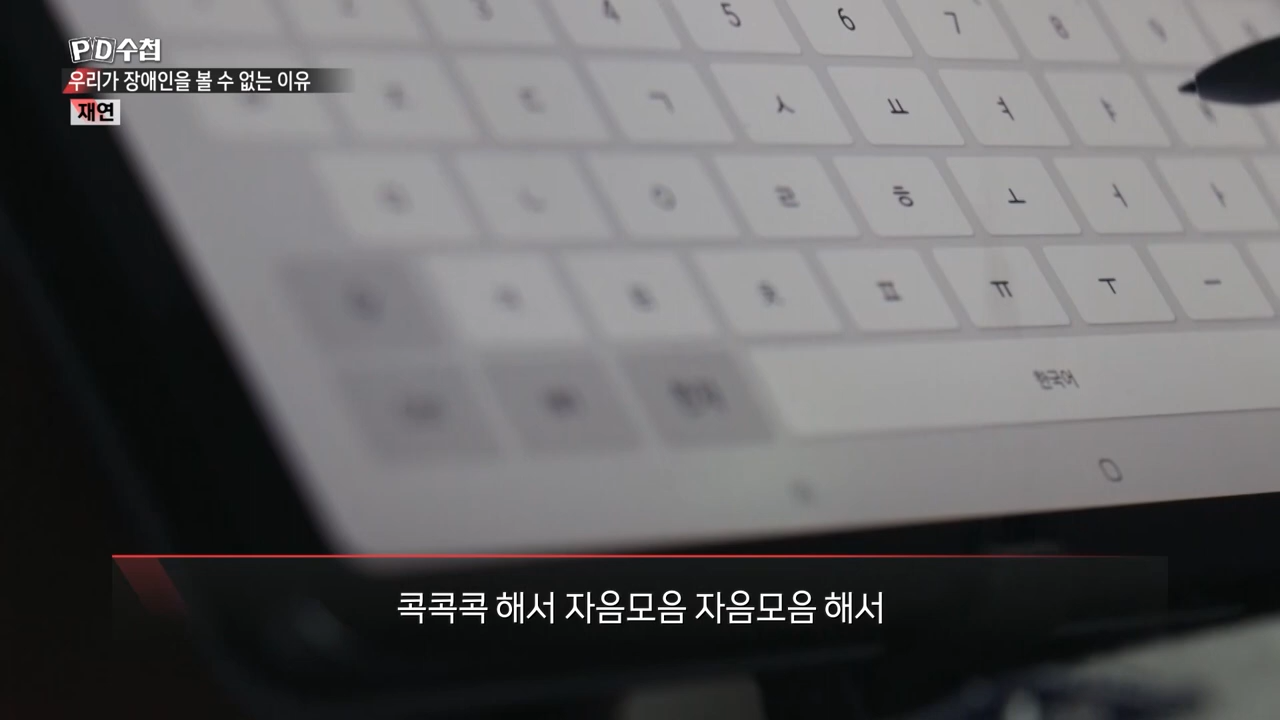 PD수첩
우리가 장애인을 볼 수 없는 이유
재연
4 5 6 7 8
ㄱ ㅅ ㅛ ㅕ ㅑ
ㄹ ㅎ ㅗ ㅓ ㅏ
ㅊ ㅍ ㅠ ㅜ ㅡ
한국어
콕콕콕 해서 자음모음 자음모음 해서